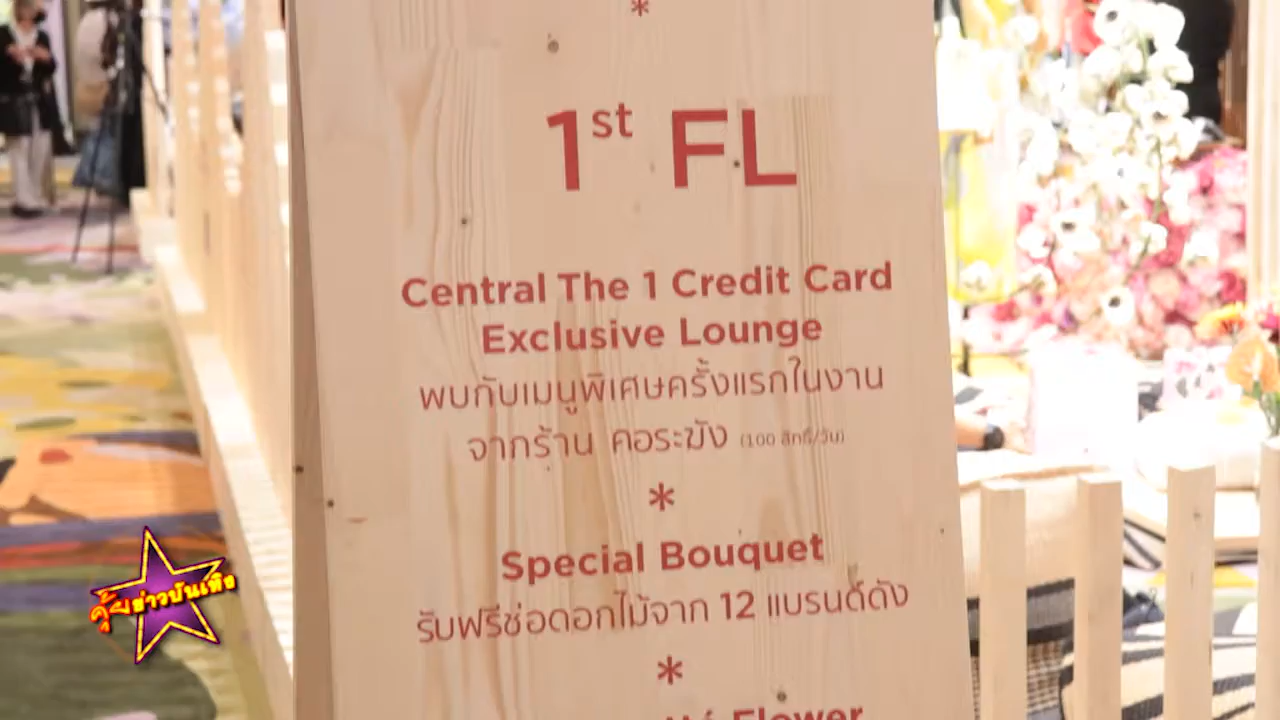 *
1st FL
Central The 1 Credit Card
Exclusive Lounge
พบกับเมนูพิเศษครั้งแรกในงาน
จากร้าน คอระฆัง (100 สิทธิ์/วัน)
*
Special Bouquet
รับฟรีช่อดอกไม้จาก 12 แบรนด์ดัง
*
Flower
คุ้ยข่าวบันเทิง